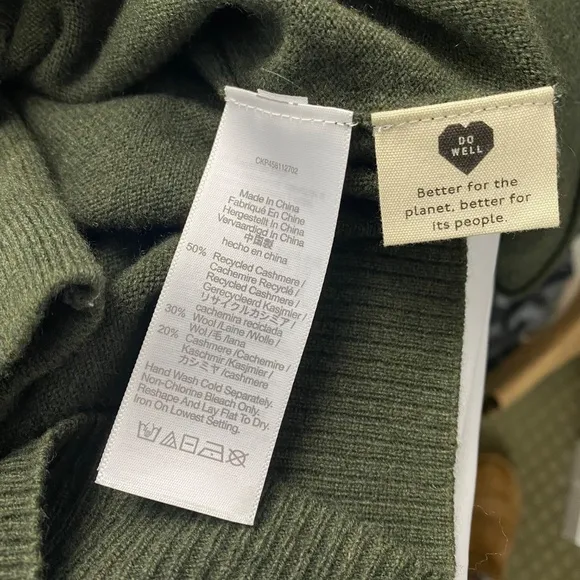 CKP456112702
Made In China
Fabriqué En Chine
Hergestellt In China
Vervaardigd In China
中国製
hecho en china
50% Recycled Cashmere /
Cachemire Recyclé /
Recycled Cashmere /
Gerecycleerd Kasjmier /
リサイクルカシミア /
cachemira reciclada
30% Wool /Laine /Wolle /
Wol /毛 /lana
20% Cashmere /Cachemire /
Kaschmir /Kasjmier /
カシミヤ /cashmere
Hand Wash Cold Separately.
Non-Chlorine Bleach Only.
Reshape And Lay Flat To Dry.
Iron On Lowest Setting.
DO
WELL
Better for the
planet, better for
its people.